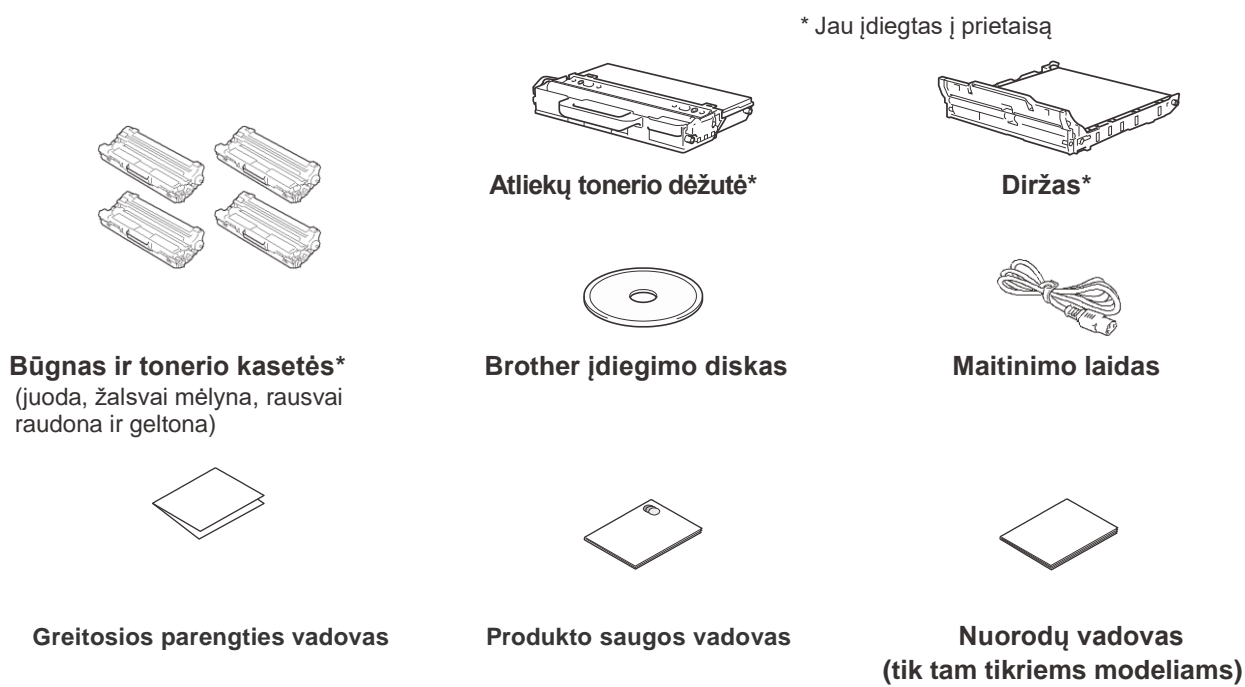 * Jau įdiegtas į prietaisą
Atliekų tonerio dėžutė*
Diržas*
Būgnas ir tonerio kasetės*
(juoda, žalsvai mėlyna, rausvai
raudona ir geltona)
Brother įdiegimo diskas
Maitinimo laidas
Greitosios parengties vadovas
Produkto saugos vadovas
Nuorodų vadovas
(tik tam tikriems modeliams)